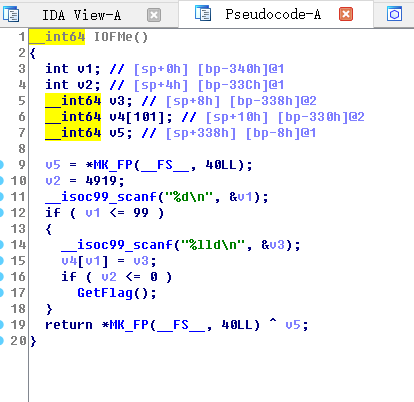 IDA View-A
Pseudocode-A
1 __int64 IOFMe()
2 {
3 int v1; // [sp+0h] [bp-340h]@1
4 int v2; // [sp+4h] [bp-33Ch]@1
5 __int64 v3; // [sp+8h] [bp-338h]@2
6 __int64 v4[101]; // [sp+10h] [bp-330h]@2
7 __int64 v5; // [sp+338h] [bp-8h]@1
8
9 v5 = *MK_FP(__FS__, 40LL);
10 v2 = 4919;
11 __isoc99_scanf("%d\n", &v1);
12 if ( v1 <= 99 )
13 {
14 __isoc99_scanf("%lld\n", &v3);
15 v4[v1] = v3;
16 if ( v2 <= 0 )
17 GetFlag();
18 }
19 return *MK_FP(__FS__, 40LL) ^ v5;
20 }